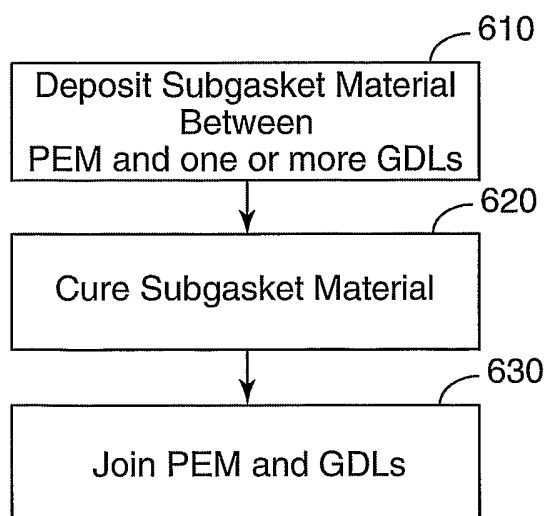 610
Deposit Subgasket Material
Between
PEM and one or more GDLs
620
Cure Subgasket Material
630
Join PEM and GDLs